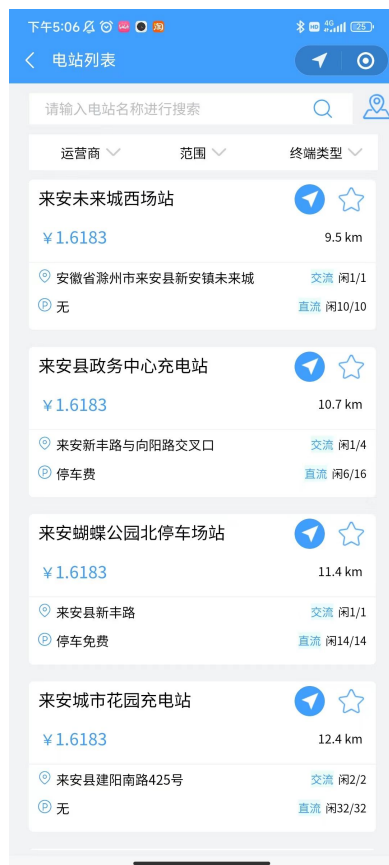 下午5:06
4G
25
电站列表
请输入电站名称进行搜索
运营商 范围 终端类型
来安未来城西场站
￥1.6183 9.5 km
安徽省滁州市来安县新安镇未来城 交流 闲1/1
P 无 直流 闲10/10
来安县政务中心充电站
￥1.6183 10.7 km
来安新丰路与向阳路交叉口 交流 闲1/4
P 停车费 直流 闲6/16
来安蝴蝶公园北停车场站
￥1.6183 11.4 km
来安县新丰路 交流 闲1/1
P 停车免费 直流 闲14/14
来安城市花园充电站
￥1.6183 12.4 km
来安县建阳南路425号 交流 闲2/2
P 无 直流 闲32/32